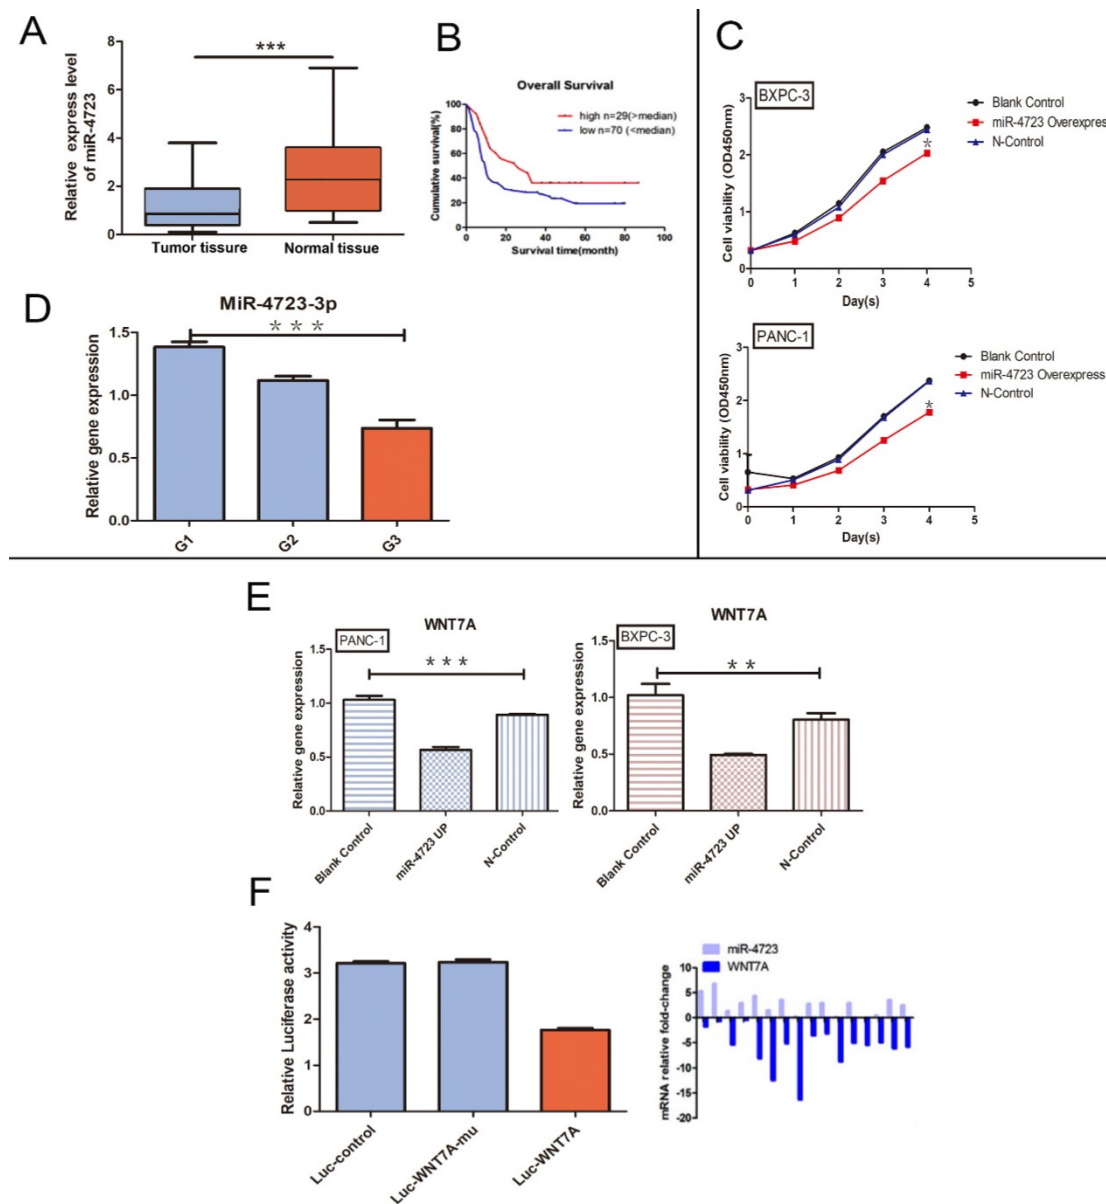 A
Relative express level
of miR-4723
8
6
4
2
0
***
Tumor tissure
Normal tissue
B
Overall Survival
high n=29(>median)
low n=70 (<median)
Cumulative survival(%)
100
80
60
40
20
0
0 20 40 60 80 100
Survival time(month)
C
BXPC-3
Blank Control
miR-4723 Overexpress
N-Control
*
Cell viability (OD450nm)
3
2
1
0
0 1 2 3 4 5
Day(s)
PANC-1
Blank Control
miR-4723 Overexpress
N-Control
*
Cell viability (OD450nm)
3
2
1
0
0 1 2 3 4 5
Day(s)
D
MiR-4723-3p
***
Relative gene expression
1.5
1.0
0.5
0.0
G1
G2
G3
E
WNT7A
PANC-1
***
Relative gene expression
1.5
1.0
0.5
0.0
Blank Control
miR-4723 UP
N-Control
WNT7A
BXPC-3
**
Relative gene expression
1.5
1.0
0.5
0.0
Blank Control
miR-4723 UP
N-Control
F
Relative Luciferase activity
4
3
2
1
0
Luc-control
Luc-WNT7A-mu
Luc-WNT7A
miR-4723
WNT7A
mRNA relative fold-change
10
5
0
-5
-10
-15
-20